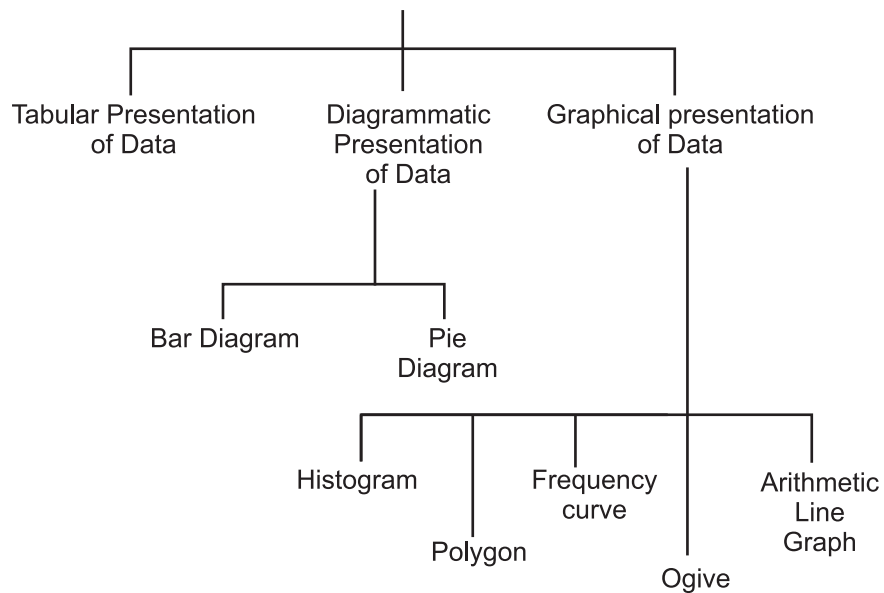 Tabular Presentation
of Data
Diagrammatic
Presentation
of Data
Graphical presentation
of Data
Bar Diagram
Pie
Diagram
Histogram
Polygon
Frequency
curve
Ogive
Arithmetic
Line
Graph